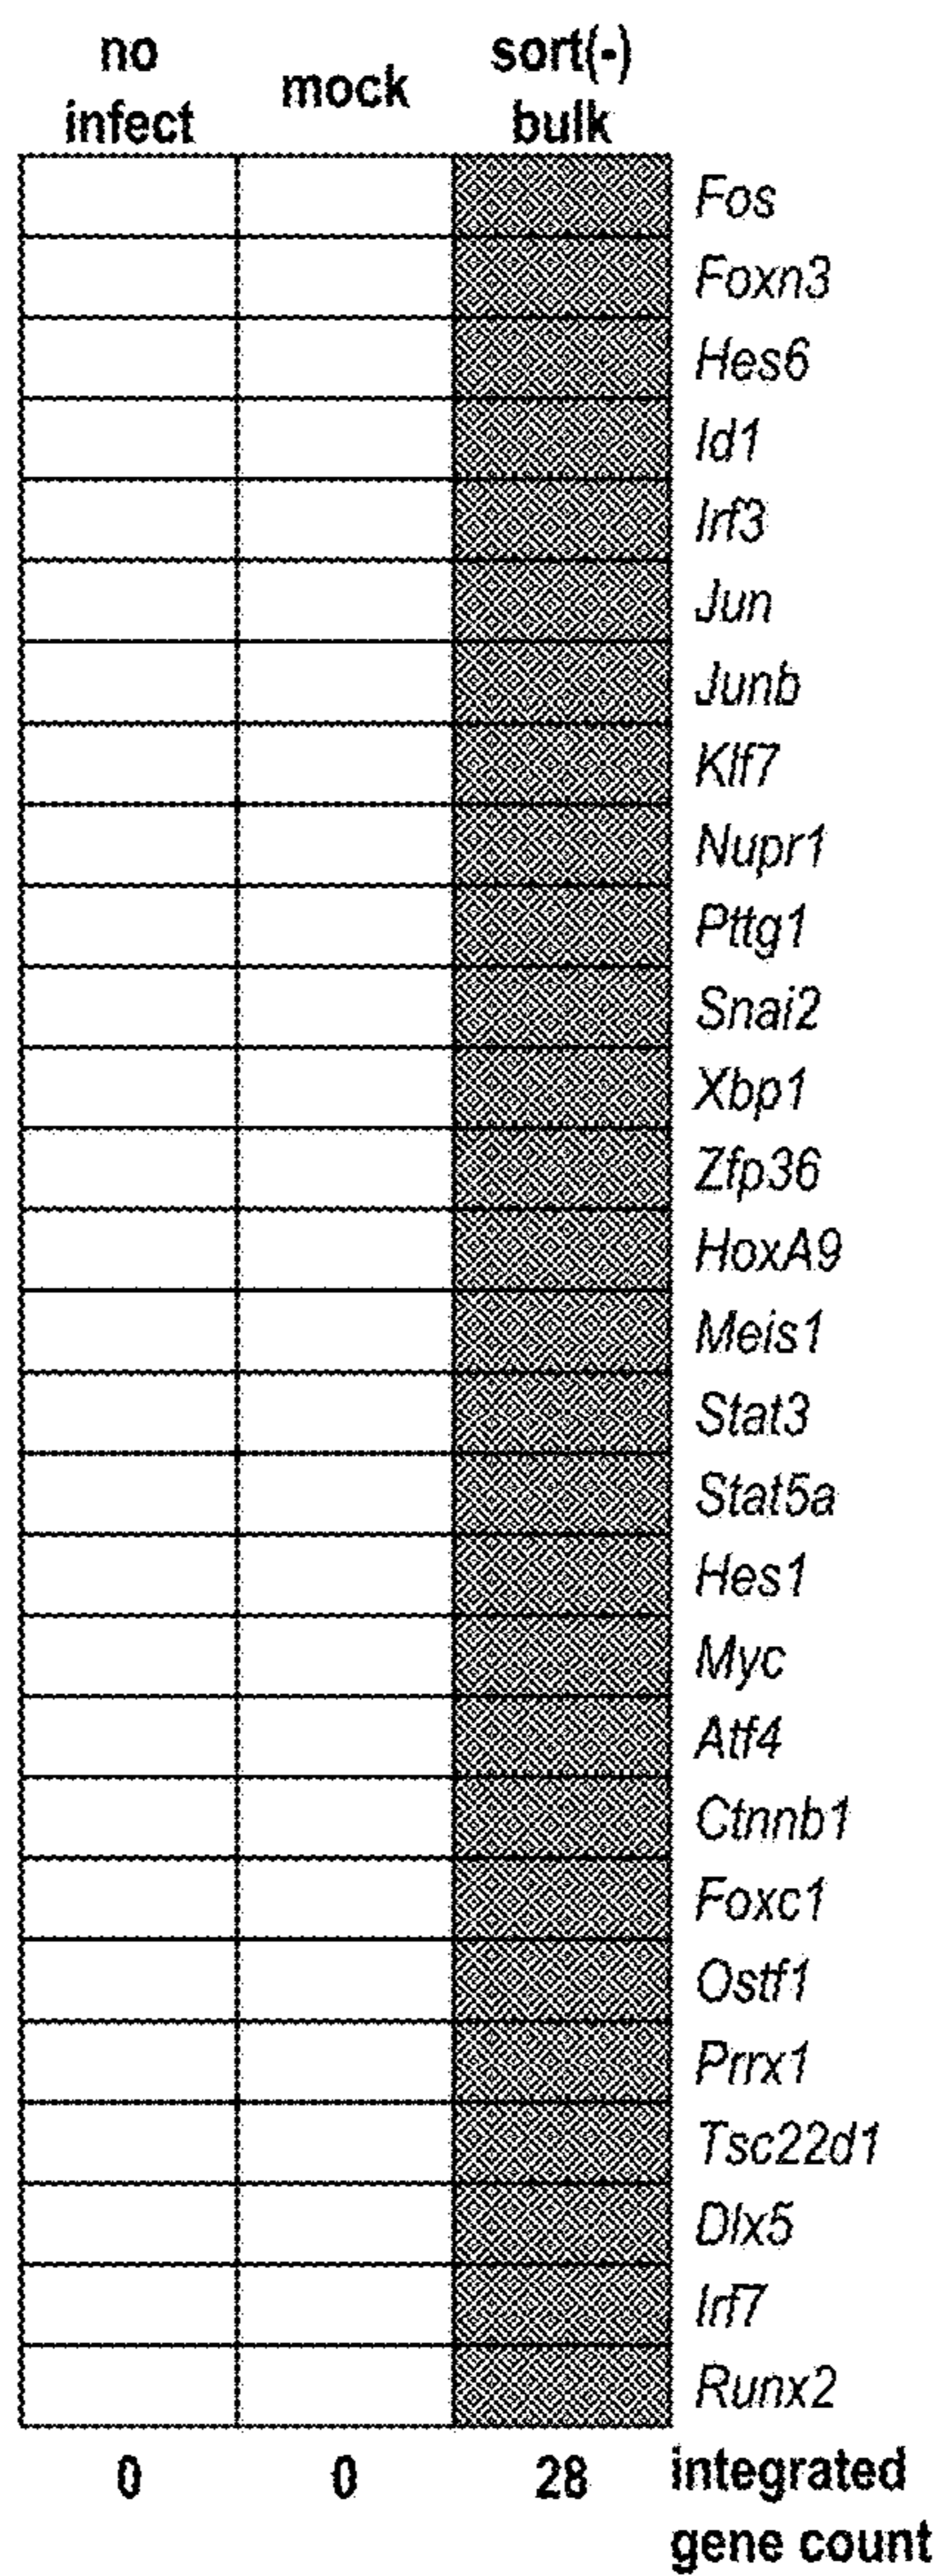 no infect
mock
sort(-) bulk
Fos
Foxn3
Hes6
Id1
Irf3
Jun
Junb
Klf7
Nupr1
Pttg1
Snai2
Xbp1
Zfp36
HoxA9
Meis1
Stat3
Stat5a
Hes1
Myc
Atf4
Ctnnb1
Foxc1
Ostf1
Prrx1
Tsc22d1
Dlx5
Irf7
Runx2
0 0 28 integrated
gene count